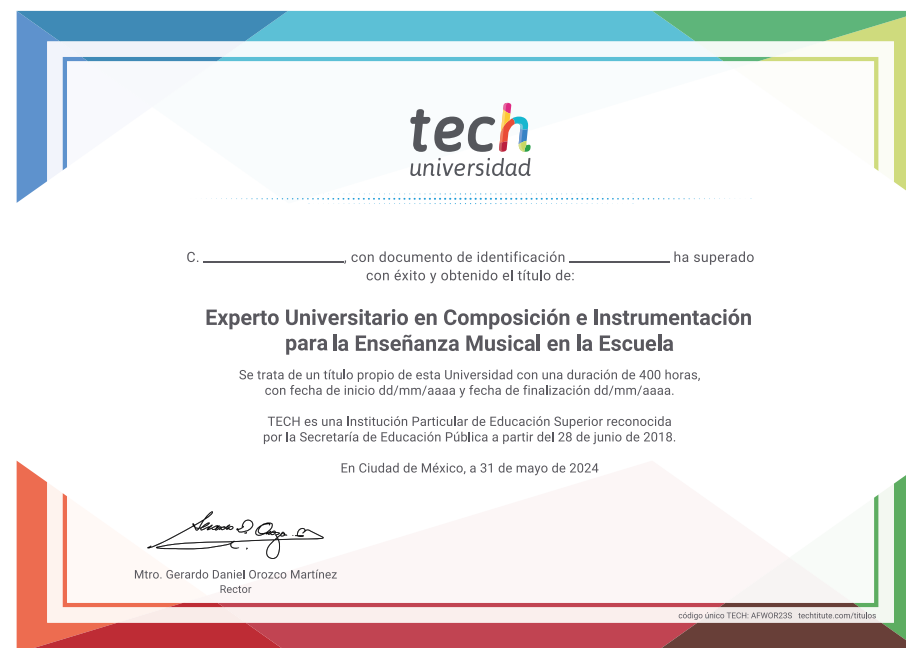 tech
universidad
C. ____________, con documento de identificación ____________ ha superado
con éxito y obtenido el título de:
Experto Universitario en Composición e Instrumentación
para la Enseñanza Musical en la Escuela
Se trata de un título propio de esta Universidad con una duración de 400 horas,
con fecha de inicio dd/mm/aaaa y fecha de finalización dd/mm/aaaa.
TECH es una Institución Particular de Educación Superior reconocida
por la Secretaría de Educación Pública a partir del 28 de junio de 2018.
En Ciudad de México, a 31 de mayo de 2024
Mtro. Gerardo Daniel Orozco Martínez
Rector
código único TECH: AFWOR23S techtitute.com/titulos